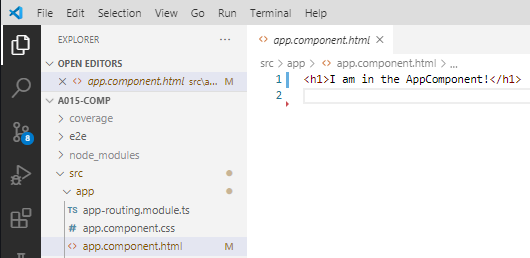 File Edit Selection View Go Run Terminal Help
EXPLORER
OPEN EDITORS
app.component.html src\a... M
A015-COMP
coverage
e2e
node_modules
src
app
TS app-routing.module.ts
# app.component.css
<> app.component.html M
8
<> app.component.html
src > app > <> app.component.html > ...
1 <h1>I am in the AppComponent!</h1>
2